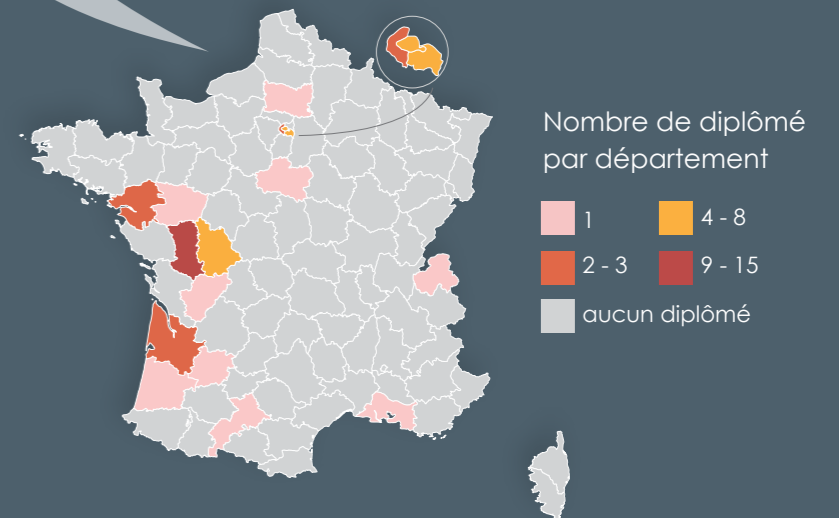 Nombre de diplômé
par département
1
4 - 8
2 - 3
9 - 15
aucun diplômé